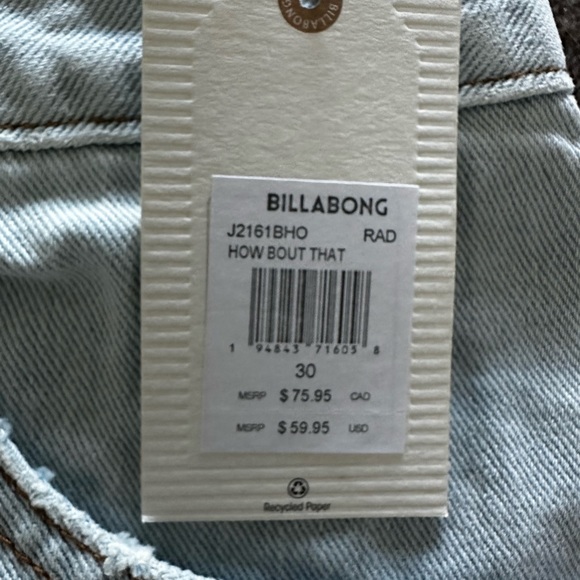 BILLABONG
BILLABONG
J2161BHO RAD
HOW BOUT THAT
1 94843 71605 8
30
MSRP $75.95 CAD
MSRP $59.95 USD
Recycled Paper